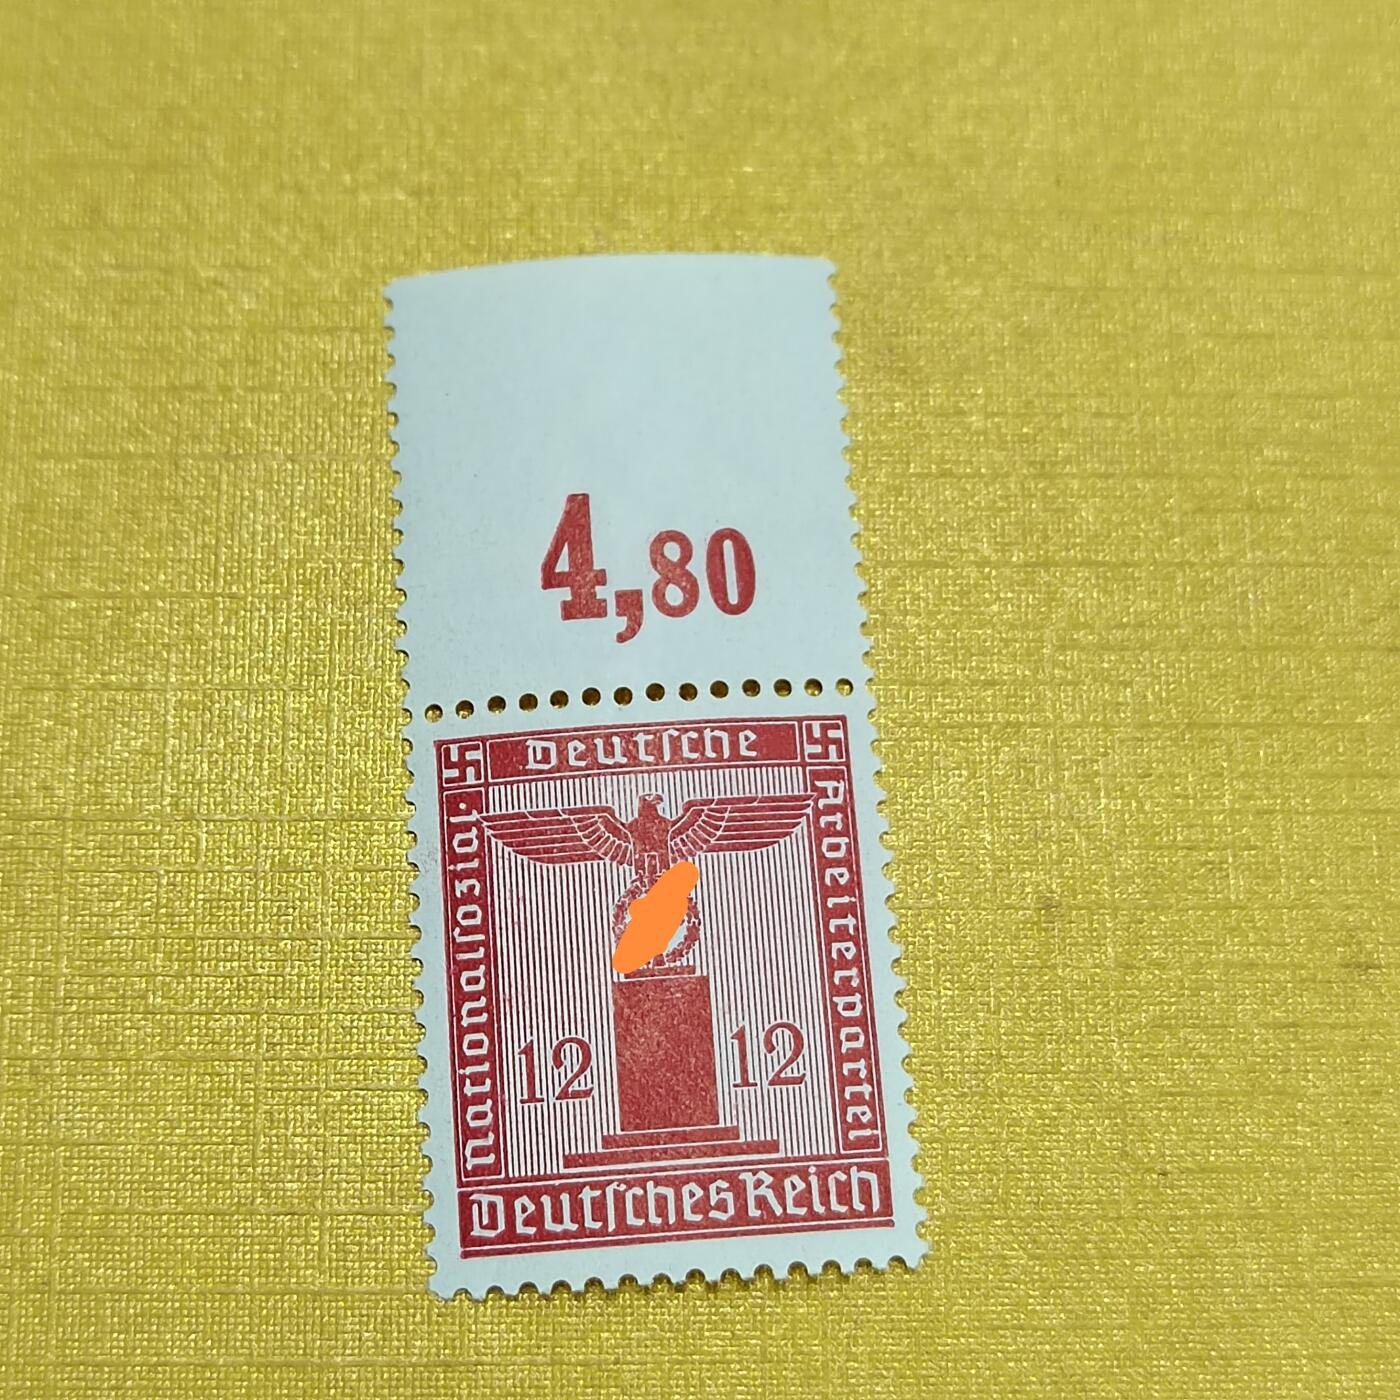 4,80
Deutsche
nationalsozial.
Arbeiterpartei
12
12
Deutsches Reich